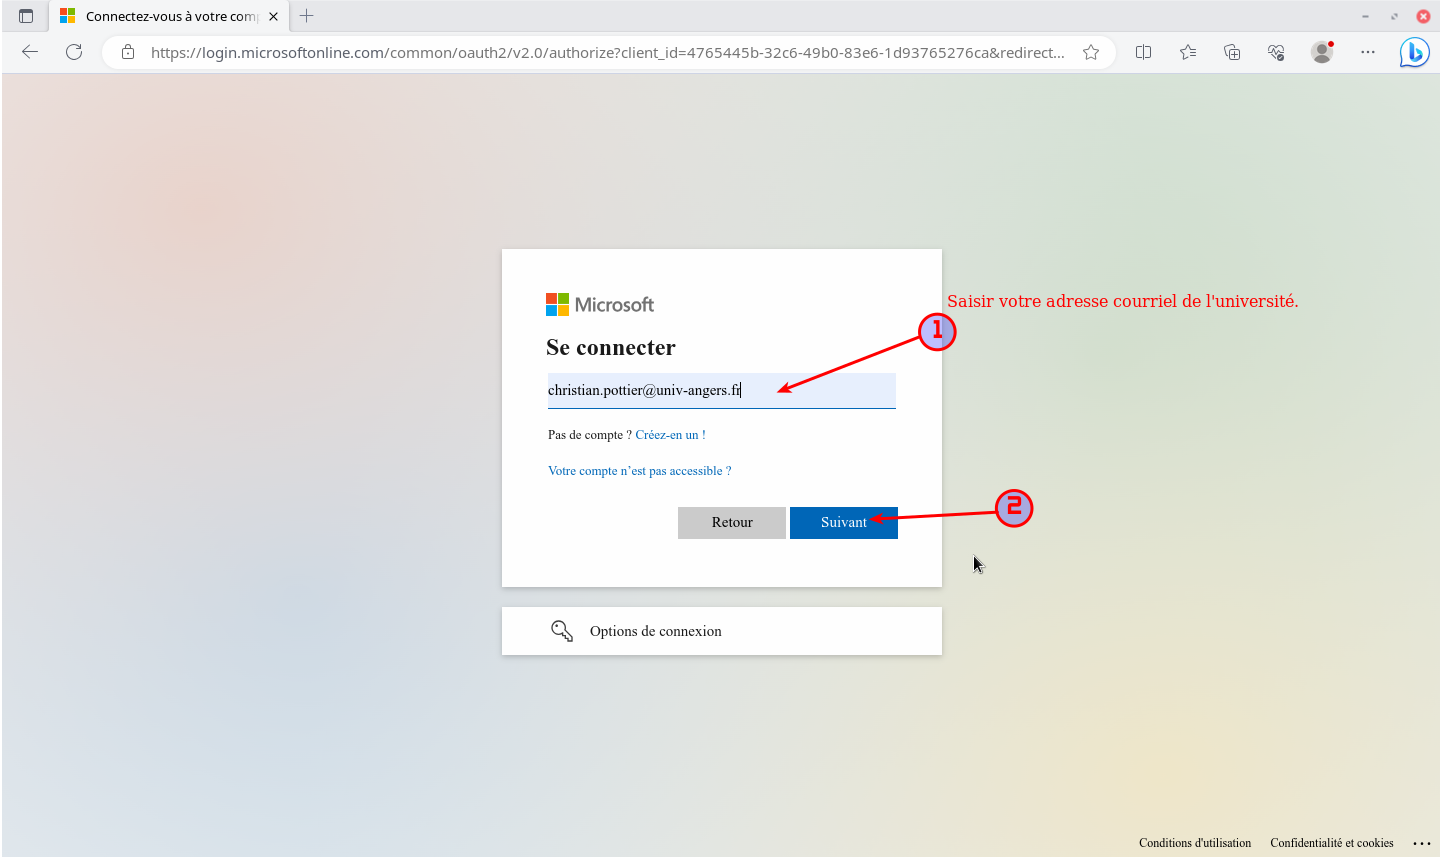 Connectez-vous à votre com
https://login.microsoftonline.com/common/oauth2/v2.0/authorize?client_id=4765445b-32c6-49b0-83e6-1d93765276ca&redirect...
Microsoft
Saisir votre adresse courriel de l'université.
1
Se connecter
christian.pottier@univ-angers.fr
Pas de compte ? Créez-en un !
Votre compte n’est pas accessible ?
2
Retour
Suivant
Options de connexion
Conditions d'utilisation
Confidentialité et cookies